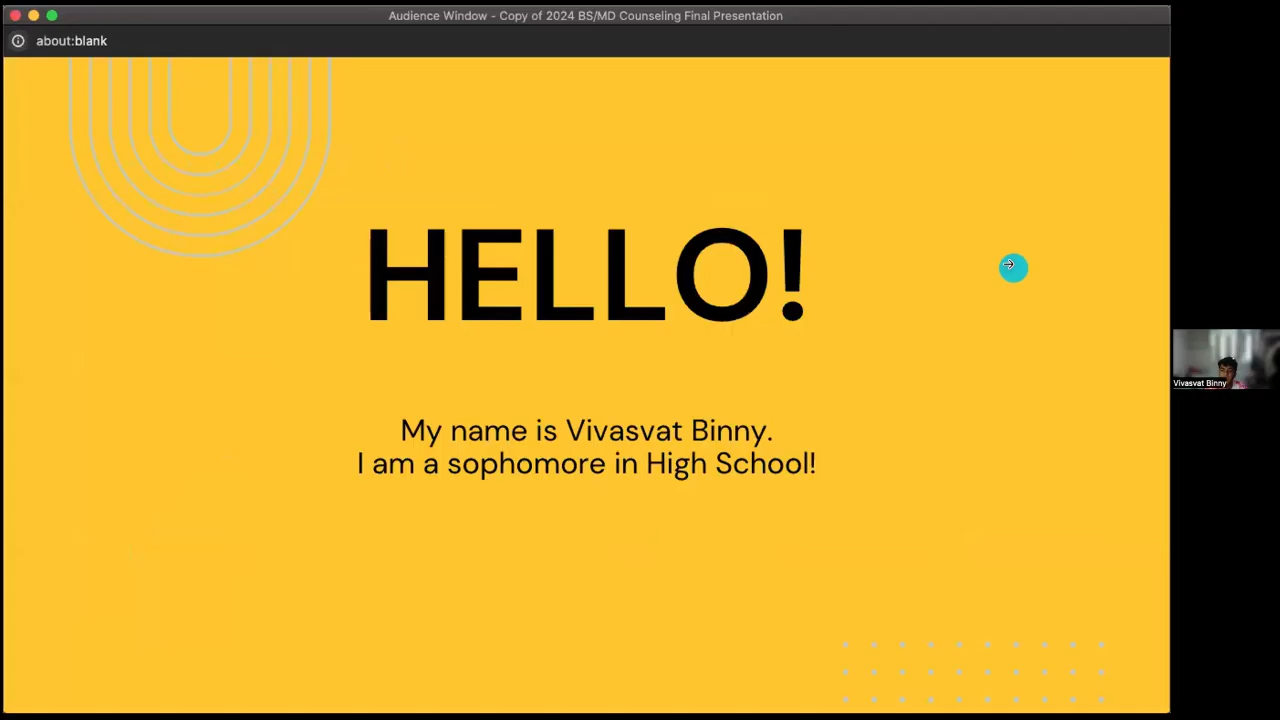 Audience Window - Copy of 2024 BS/MD Counseling Final Presentation
about:blank
HELLO!
My name is Vivasvat Binny.
I am a sophomore in High School!
Vivasvat Binny